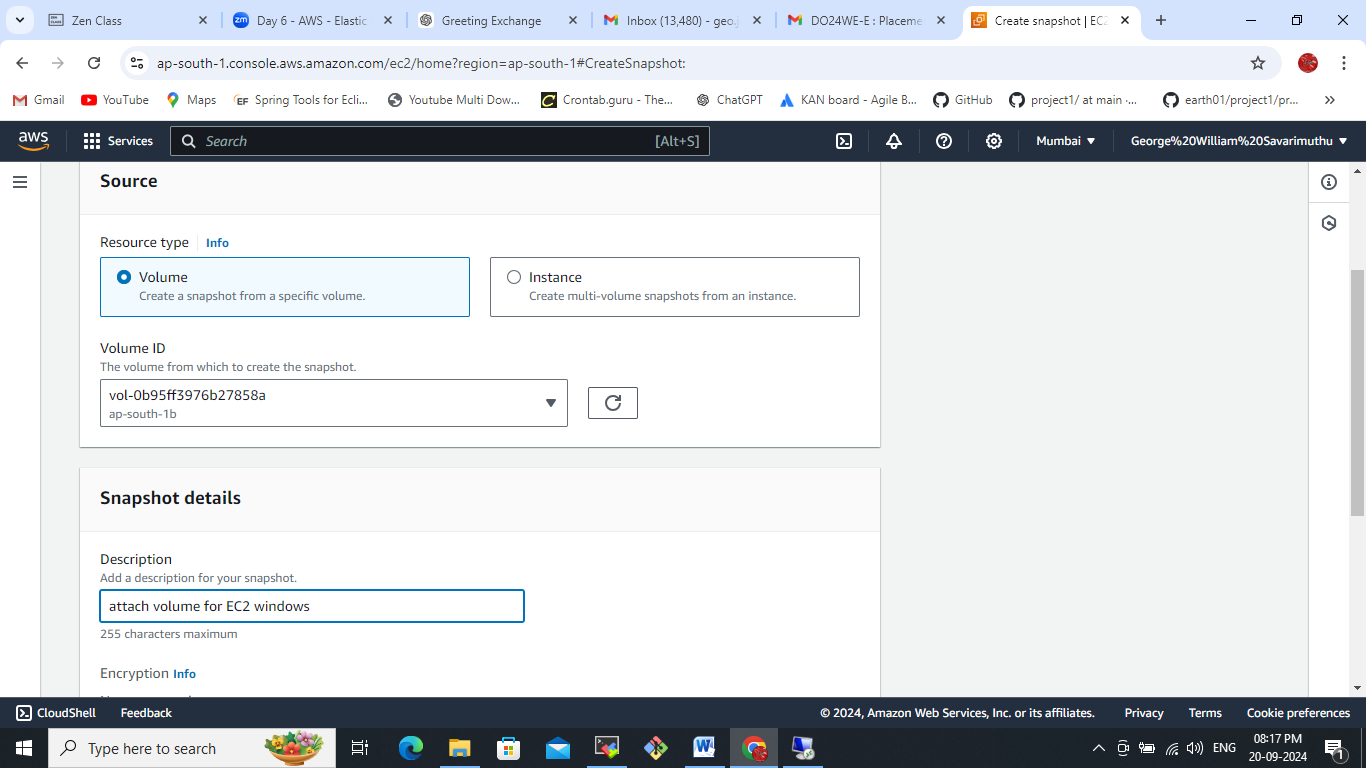 Zen Class
zm Day 6 - AWS - Elastic
Greeting Exchange
Inbox (13,480) - geo.j
DO24WE-E : Placeme
Create snapshot | EC2
ap-south-1.console.aws.amazon.com/ec2/home?region=ap-south-1#CreateSnapshot:
Gmail
YouTube
Maps
EF Spring Tools for Ecli...
Youtube Multi Dow...
Crontab.guru - The...
ChatGPT
KAN board - Agile B...
GitHub
project1/ at main ·...
earth01/project1/pr...
aws
Services
Search [Alt+S]
Mumbai
George%20William%20Savarimuthu
Source
Resource type Info
Volume
Create a snapshot from a specific volume.
Instance
Create multi-volume snapshots from an instance.
Volume ID
The volume from which to create the snapshot.
vol-0b95ff3976b27858a
ap-south-1b
Snapshot details
Description
Add a description for your snapshot.
attach volume for EC2 windows
255 characters maximum
Encryption Info
CloudShell
Feedback
© 2024, Amazon Web Services, Inc. or its affiliates.
Privacy
Terms
Cookie preferences
Type here to search
ENG
08:17 PM
20-09-2024
1